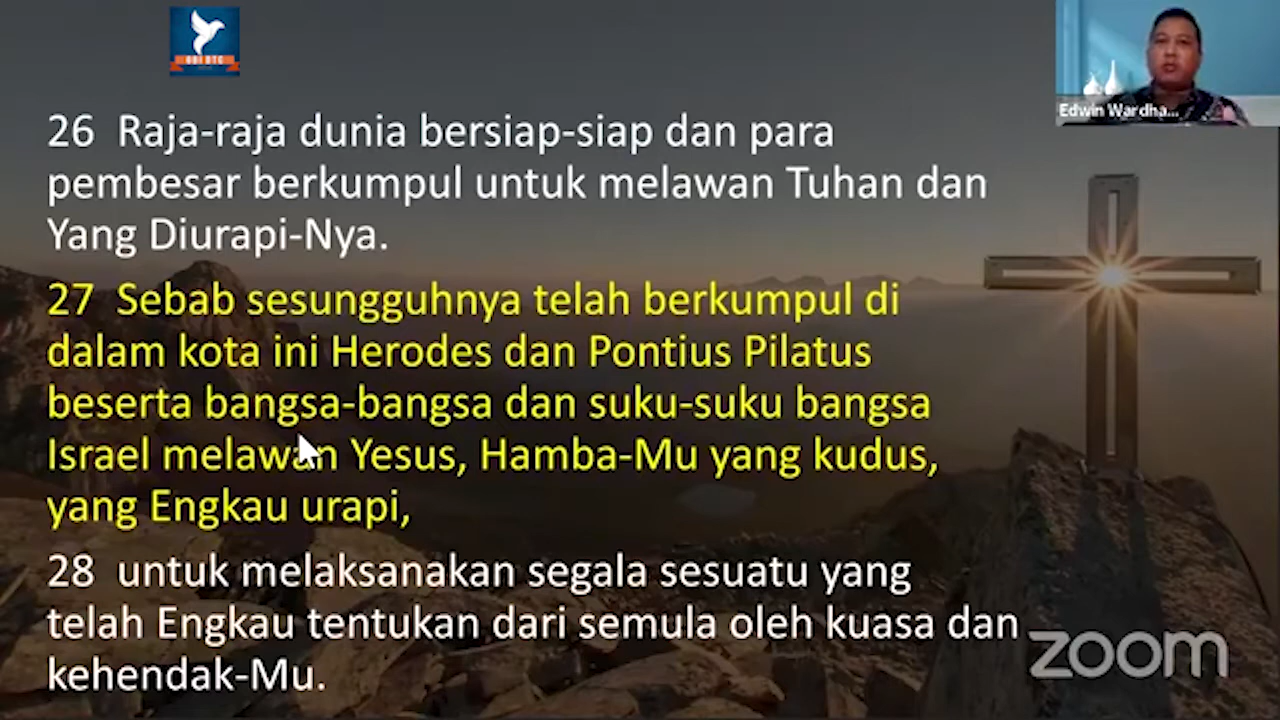 GBI BTC
Edwin Wardha...
26 Raja-raja dunia bersiap-siap dan para
pembesar berkumpul untuk melawan Tuhan dan
Yang Diurapi-Nya.
27 Sebab sesungguhnya telah berkumpul di
dalam kota ini Herodes dan Pontius Pilatus
beserta bangsa-bangsa dan suku-suku bangsa
Israel melawan Yesus, Hamba-Mu yang kudus,
yang Engkau urapi,
28 untuk melaksanakan segala sesuatu yang
telah Engkau tentukan dari semula oleh kuasa dan
kehendak-Mu.
zoom